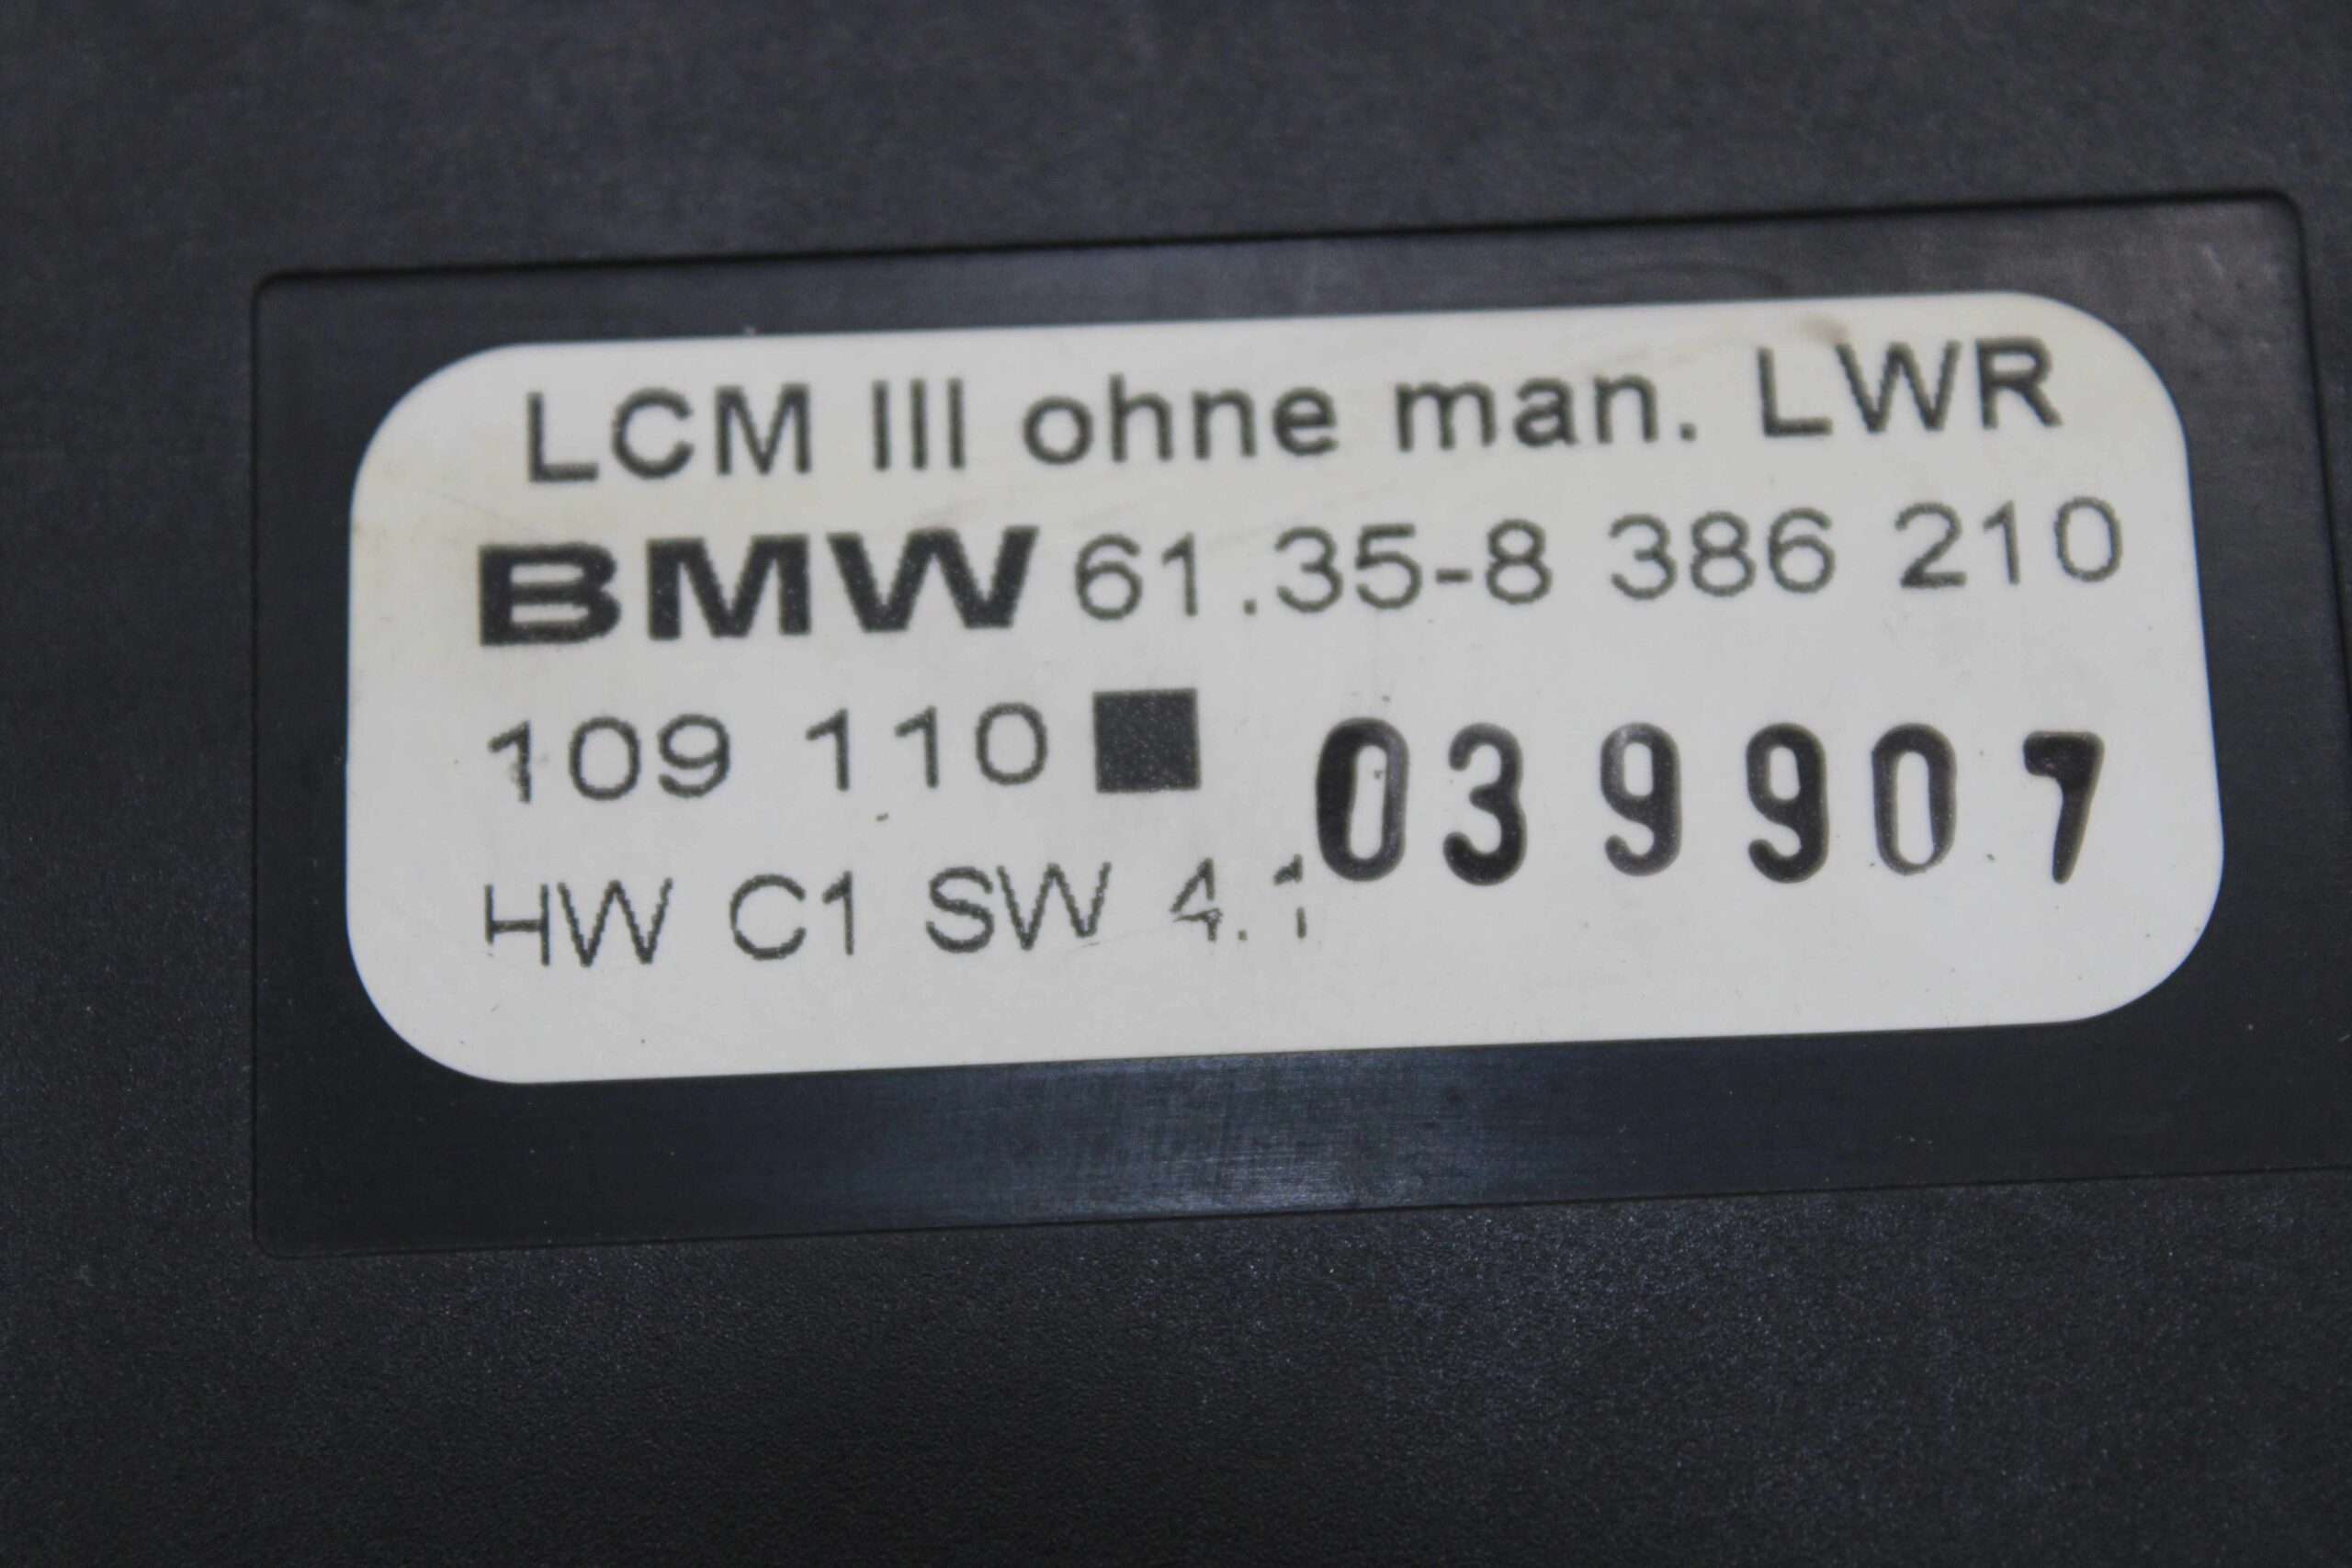 LCM III ohne man. LWR
BMW 61.35-8 386 210
109 110 ■ 039907
HW C1 SW 4.1